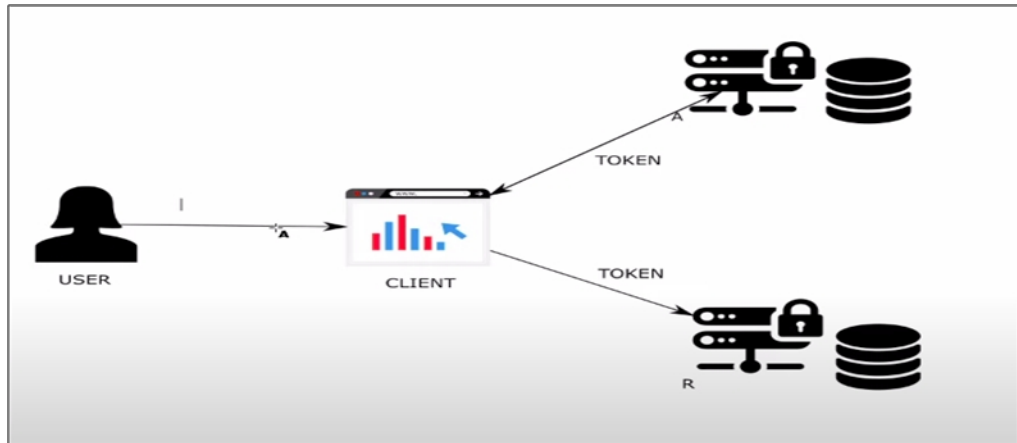 A
TOKEN
A
USER
CLIENT
TOKEN
R